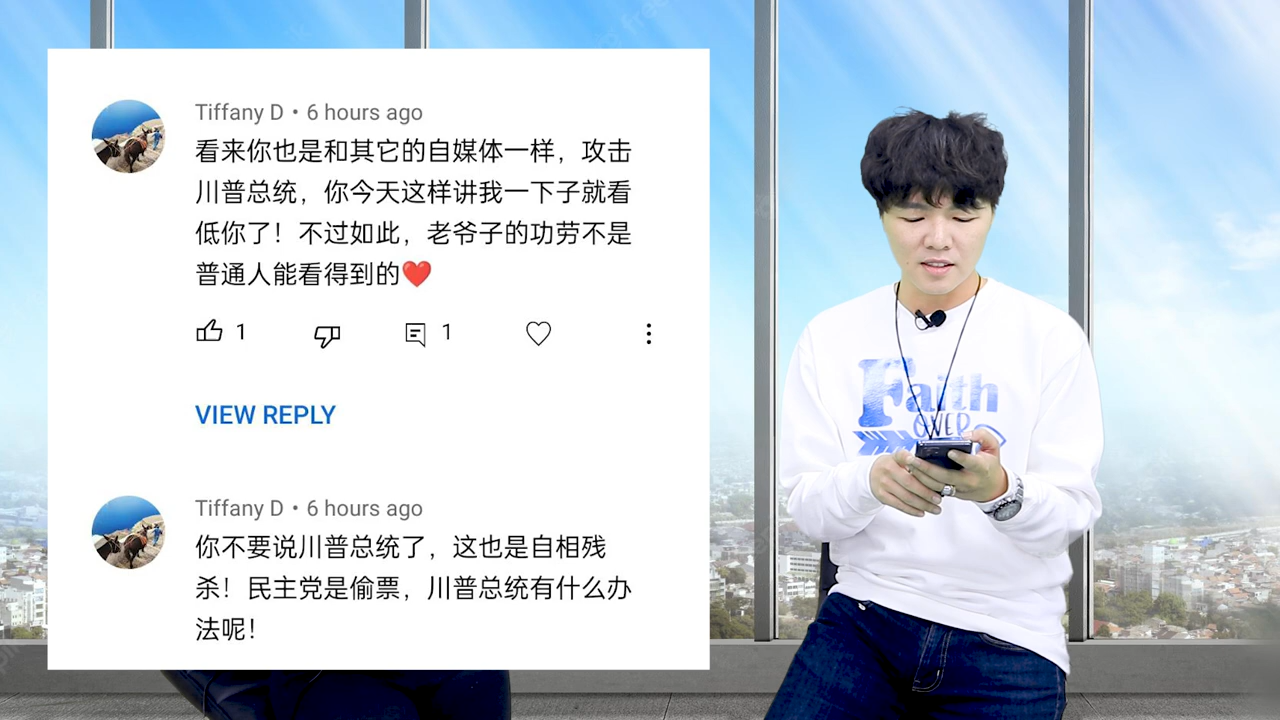 Tiffany D • 6 hours ago
看来你也是和其它的自媒体一样，攻击
川普总统，你今天这样讲我一下子就看
低你了！不过如此，老爷子的功劳不是
普通人能看得到的❤️
1
1
VIEW REPLY
Tiffany D • 6 hours ago
你不要说川普总统了，这也是自相残
杀！民主党是偷票，川普总统有什么办
法呢！
Faith
OVER